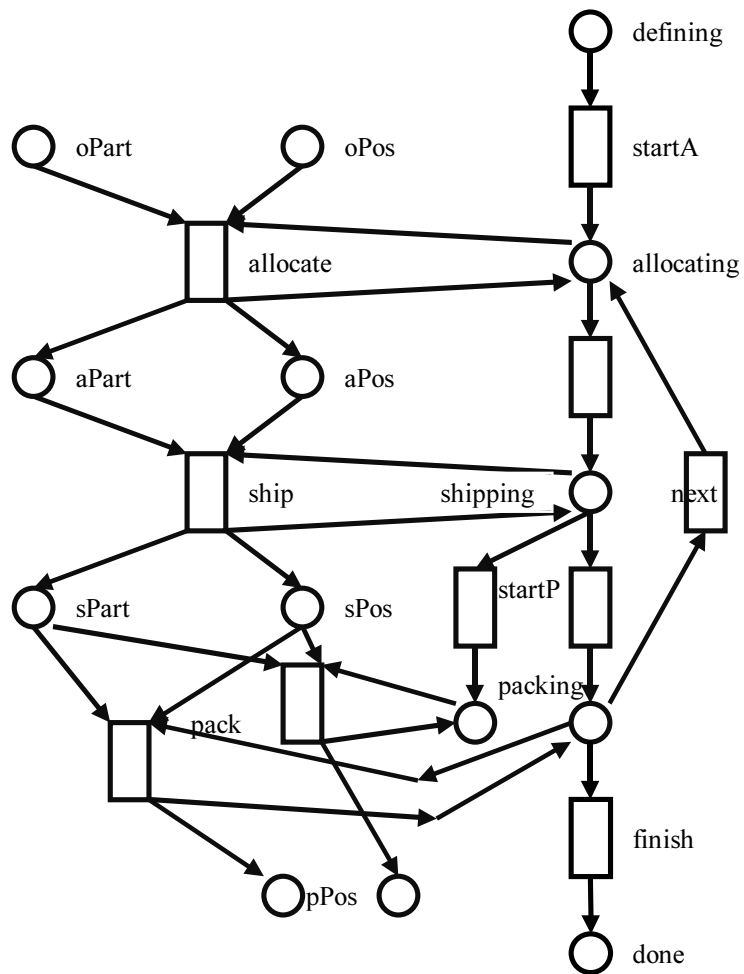 defining
oPart
oPos
startA
allocate
allocating
aPart
aPos
ship
shipping
next
sPart
sPos
startP
packing
pack
finish
pPos
done